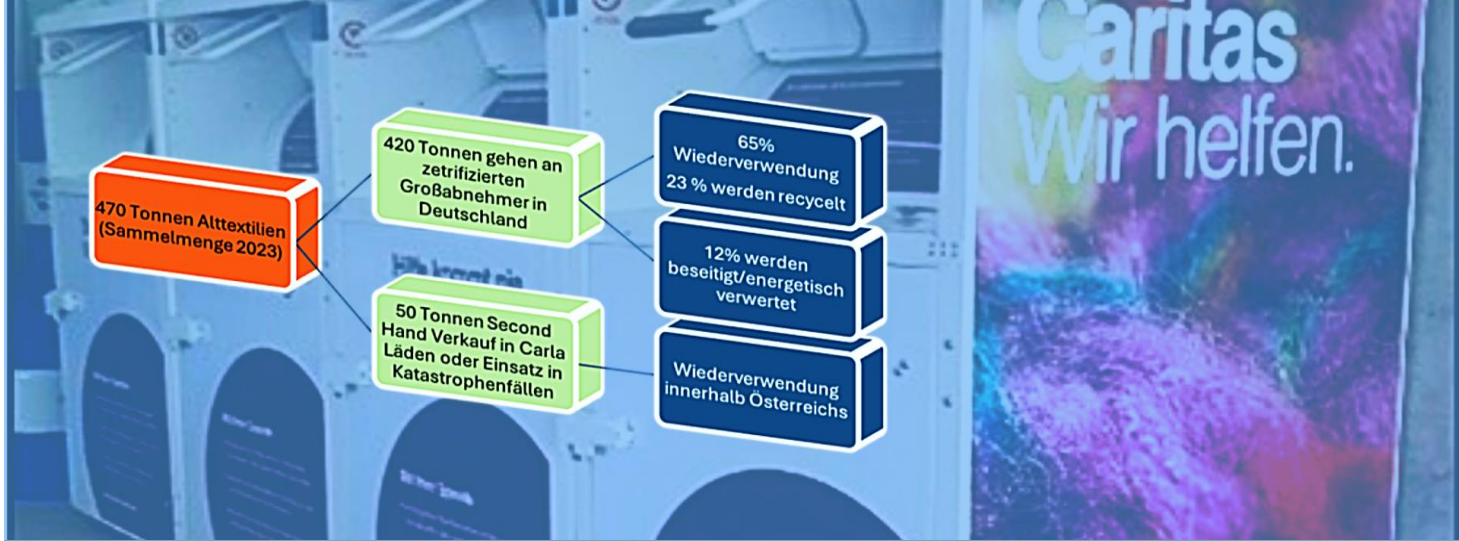 Caritas
Wir helfen.
470 Tonnen Alttextilien
(Sammelmenge 2023)
420 Tonnen gehen an
zetrifizierten
Großabnehmer in
Deutschland
65%
Wiederverwendung
23 % werden recycelt
12% werden
beseitigt/energetisch
verwertet
50 Tonnen Second
Hand Verkauf in Carla
Läden oder Einsatz in
Katastrophenfällen
Wiederverwendung
innerhalb Österreichs